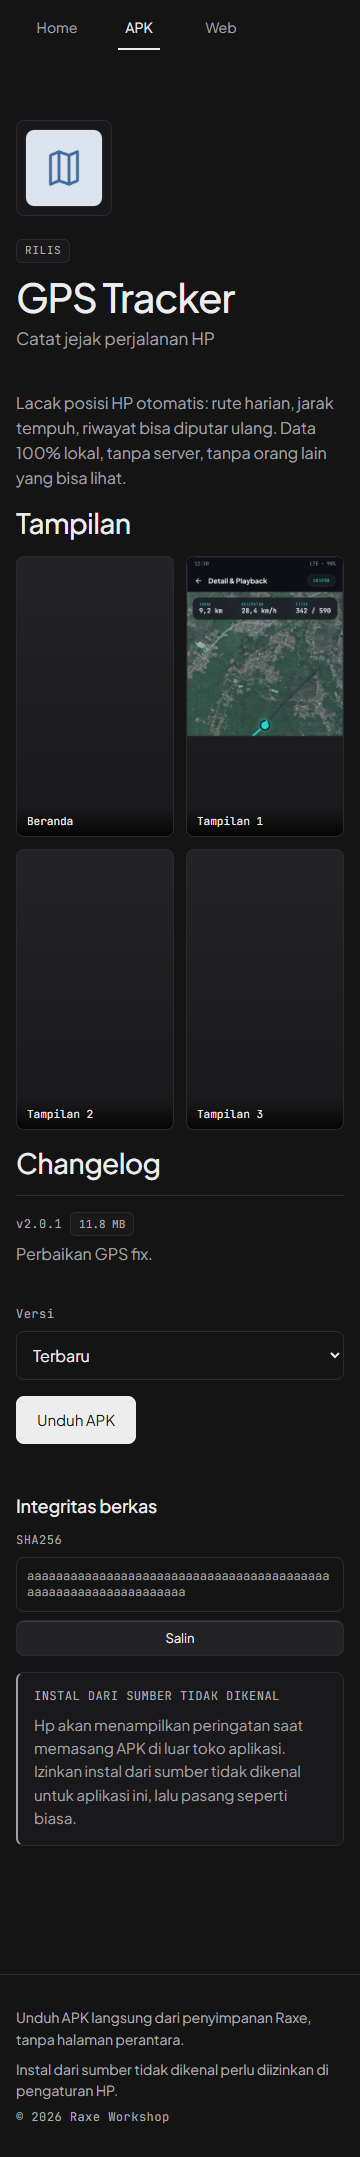 Home APK Web
RILIS
GPS Tracker
Catat jejak perjalanan HP
Lacak posisi HP otomatis: rute harian, jarak
tempuh, riwayat bisa diputar ulang. Data
100% lokal, tanpa server, tanpa orang lain
yang bisa lihat.
Tampilan
12:30 LTE · 98%
← Detail & Playback
9,2 km 28,4 km/h 342 / 590
Beranda
Tampilan 1
Tampilan 2
Tampilan 3
Changelog
v2.0.1 11.8 MB
Perbaikan GPS fix.
Versi
Terbaru
Unduh APK
Integritas berkas
SHA256
aaaaaaaaaaaaaaaaaaaaaaaaaaaaaaaaaaaaaaaaaa
aaaaaaaaaaaaaaaaaaaaaa
Salin
INSTAL DARI SUMBER TIDAK DIKENAL
Hp akan menampilkan peringatan saat
memasang APK di luar toko aplikasi.
Izinkan instal dari sumber tidak dikenal
untuk aplikasi ini, lalu pasang seperti
biasa.
Unduh APK langsung dari penyimpanan Raxe,
tanpa halaman perantara.
Instal dari sumber tidak dikenal perlu diizinkan di
pengaturan HP.
© 2026 Raxe Workshop